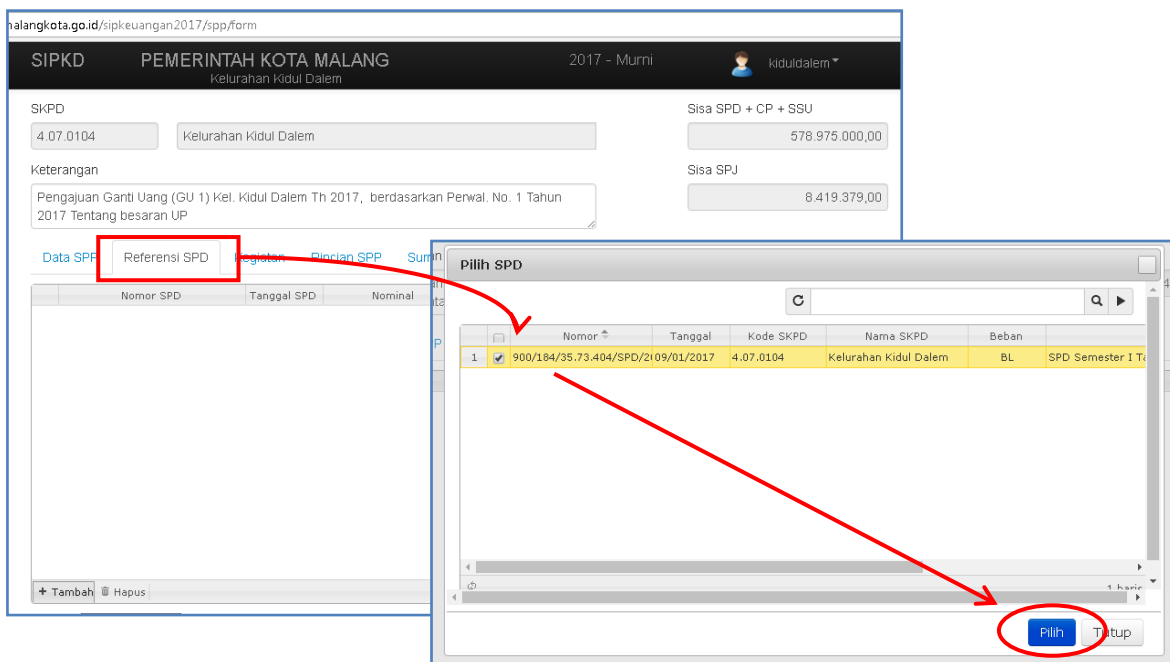 nalangkota.go.id/sipkeuangan2017/spp/form
SIPKD PEMERINTAH KOTA MALANG 2017 - Murni kiduldalem
Kelurahan Kidul Dalem
SKPD Sisa SPD + CP + SSU
4.07.0104 Kelurahan Kidul Dalem 578.975.000,00
Keterangan Sisa SPJ
Pengajuan Ganti Uang (GU 1) Kel. Kidul Dalem Th 2017, berdasarkan Perwal. No. 1 Tahun 8.419.379,00
2017 Tentang besaran UP
Data SPP Referensi SPD Kegiatan Rincian SPP Sum
Nomor SPD Tanggal SPD Nominal
+ Tambah Hapus
Pilih SPD
Nomor Tanggal Kode SKPD Nama SKPD Beban
1 900/184/35.73.404/SPD/2 09/01/2017 4.07.0104 Kelurahan Kidul Dalem BL SPD Semester I Ta
1 baris
Pilih Tutup